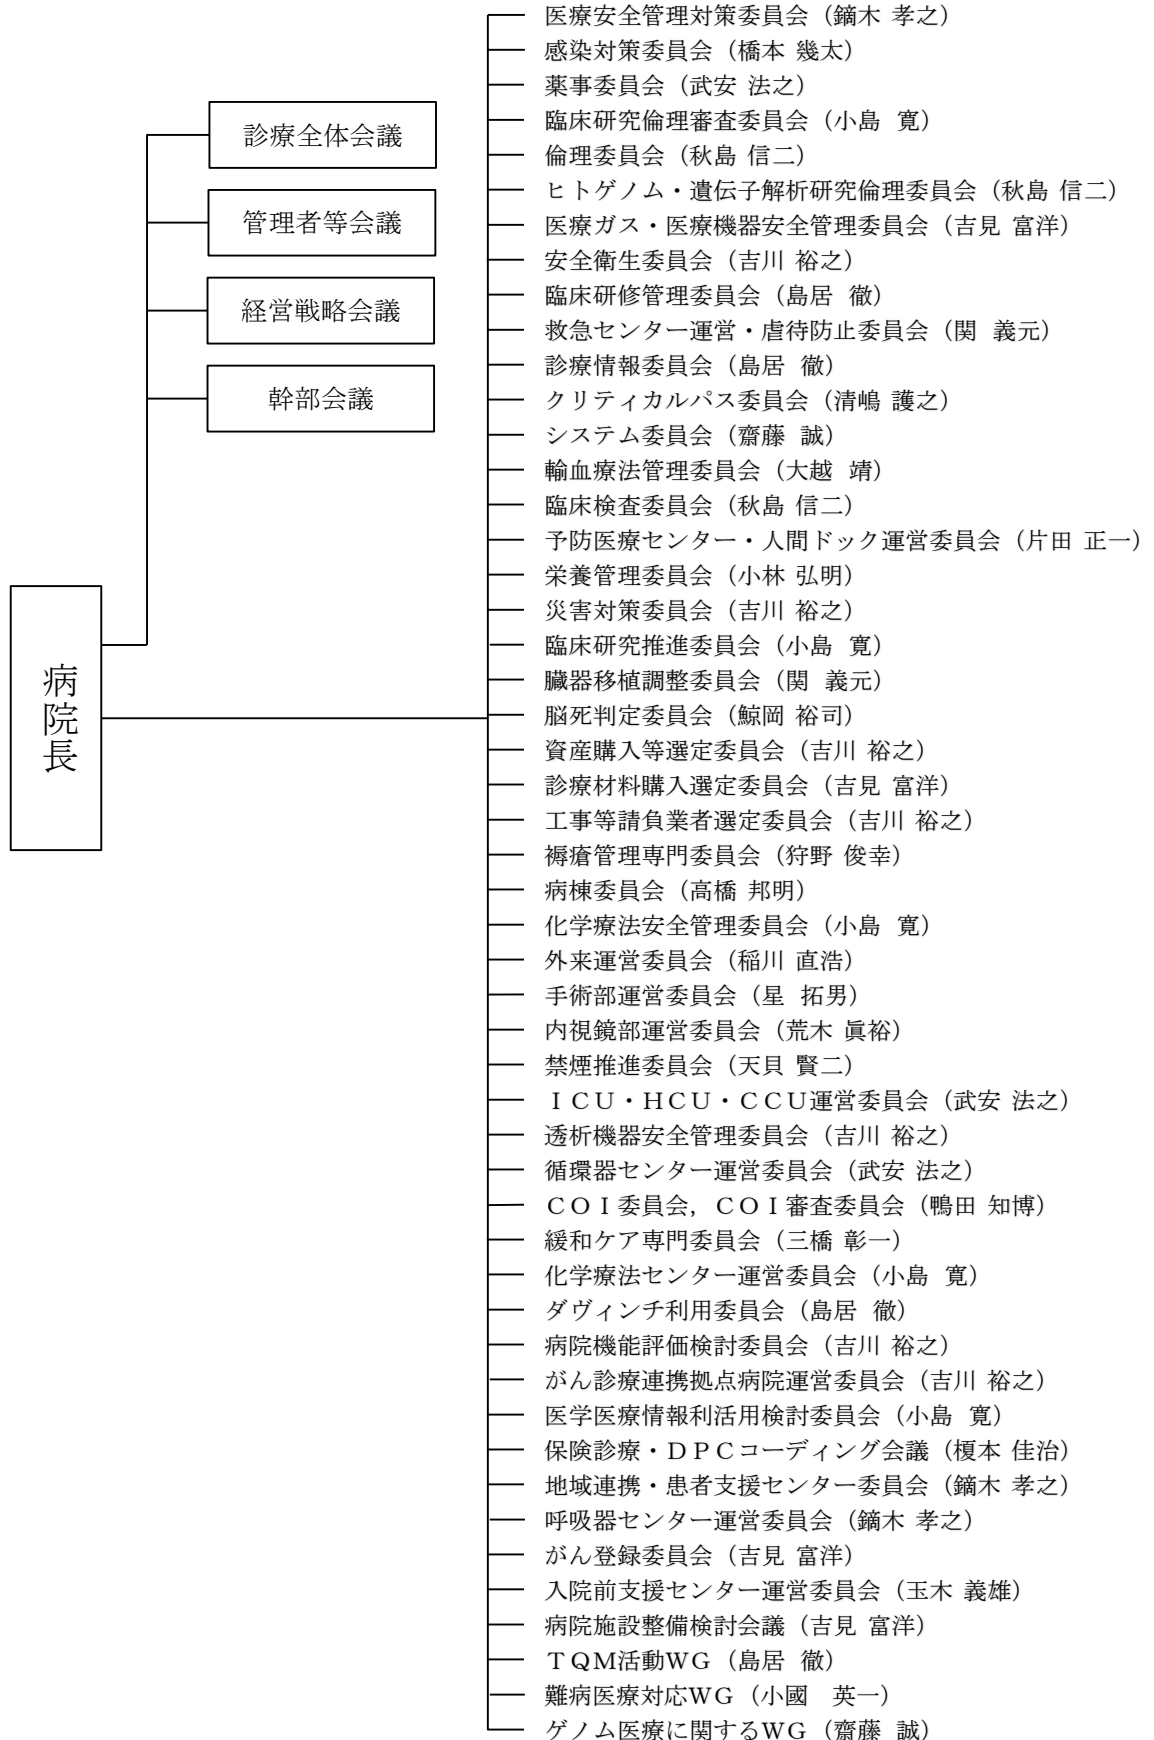 診療全体会議
管理者等会議
経営戦略会議
幹部会議
病院長
医療安全管理対策委員会（鏑木 孝之）
感染対策委員会（橋本 幾太）
薬事委員会（武安 法之）
臨床研究倫理審査委員会（小島 寛）
倫理委員会（秋島 信二）
ヒトゲノム・遺伝子解析研究倫理委員会（秋島 信二）
医療ガス・医療機器安全管理委員会（吉見 富洋）
安全衛生委員会（吉川 裕之）
臨床研修管理委員会（島居 徹）
救急センター運営・虐待防止委員会（関 義元）
診療情報委員会（島居 徹）
クリティカルパス委員会（清嶋 護之）
システム委員会（齋藤 誠）
輸血療法管理委員会（大越 靖）
臨床検査委員会（秋島 信二）
予防医療センター・人間ドック運営委員会（片田 正一）
栄養管理委員会（小林 弘明）
災害対策委員会（吉川 裕之）
臨床研究推進委員会（小島 寛）
臓器移植調整委員会（関 義元）
脳死判定委員会（鯨岡 裕司）
資産購入等選定委員会（吉川 裕之）
診療材料購入選定委員会（吉見 富洋）
工事等請負業者選定委員会（吉川 裕之）
褥瘡管理専門委員会（狩野 俊幸）
病棟委員会（高橋 邦明）
化学療法安全管理委員会（小島 寛）
外来運営委員会（稲川 直浩）
手術部運営委員会（星 拓男）
内視鏡部運営委員会（荒木 眞裕）
禁煙推進委員会（天貝 賢二）
ＩＣＵ・ＨＣＵ・ＣＣＵ運営委員会（武安 法之）
透析機器安全管理委員会（吉川 裕之）
循環器センター運営委員会（武安 法之）
ＣＯＩ委員会，ＣＯＩ審査委員会（鴨田 知博）
緩和ケア専門委員会（三橋 彰一）
化学療法センター運営委員会（小島 寛）
ダヴィンチ利用委員会（島居 徹）
病院機能評価検討委員会（吉川 裕之）
がん診療連携拠点病院運営委員会（吉川 裕之）
医学医療情報利活用検討委員会（小島 寛）
保険診療・ＤＰＣコーディング会議（榎本 佳治）
地域連携・患者支援センター委員会（鏑木 孝之）
呼吸器センター運営委員会（鏑木 孝之）
がん登録委員会（吉見 富洋）
入院前支援センター運営委員会（玉木 義雄）
病院施設整備検討会議（吉見 富洋）
ＴＱＭ活動ＷＧ（島居 徹）
難病医療対応ＷＧ（小國　英一）
ゲノム医療に関するＷＧ（齋藤 誠）